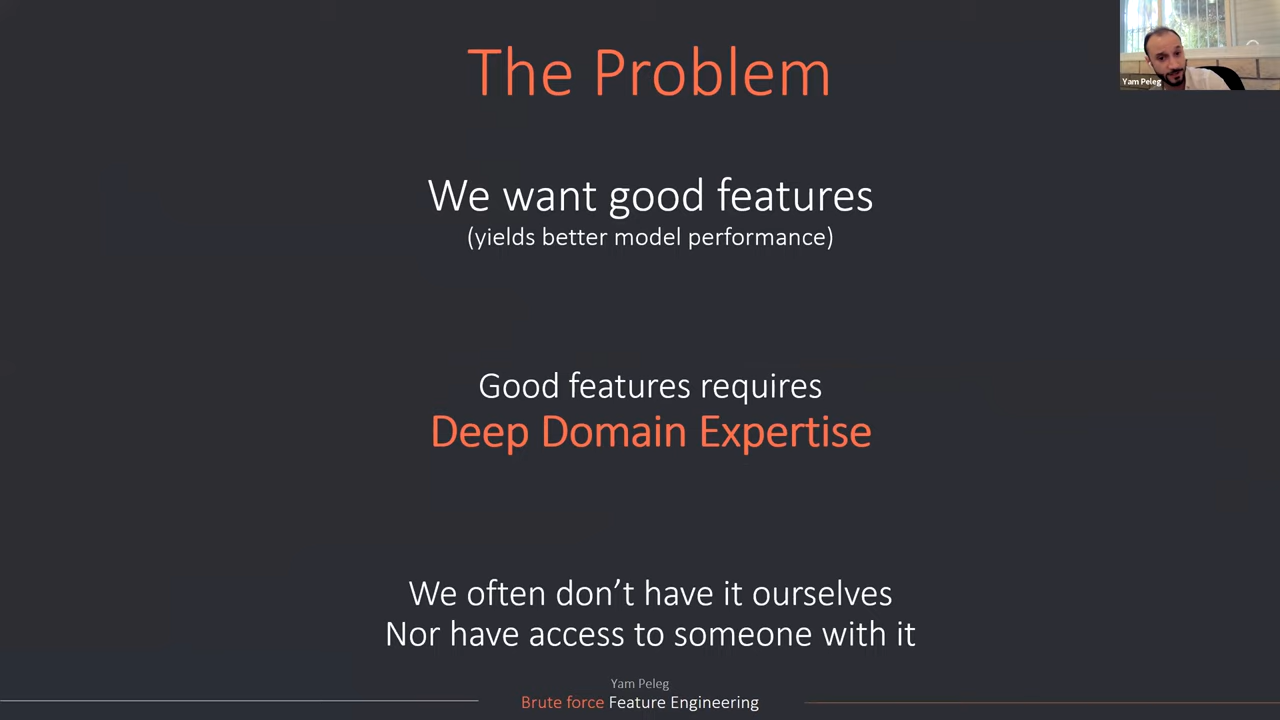 The Problem
Yam Peleg
We want good features
(yields better model performance)
Good features requires
Deep Domain Expertise
We often don’t have it ourselves
Nor have access to someone with it
Yam Peleg
Brute force Feature Engineering